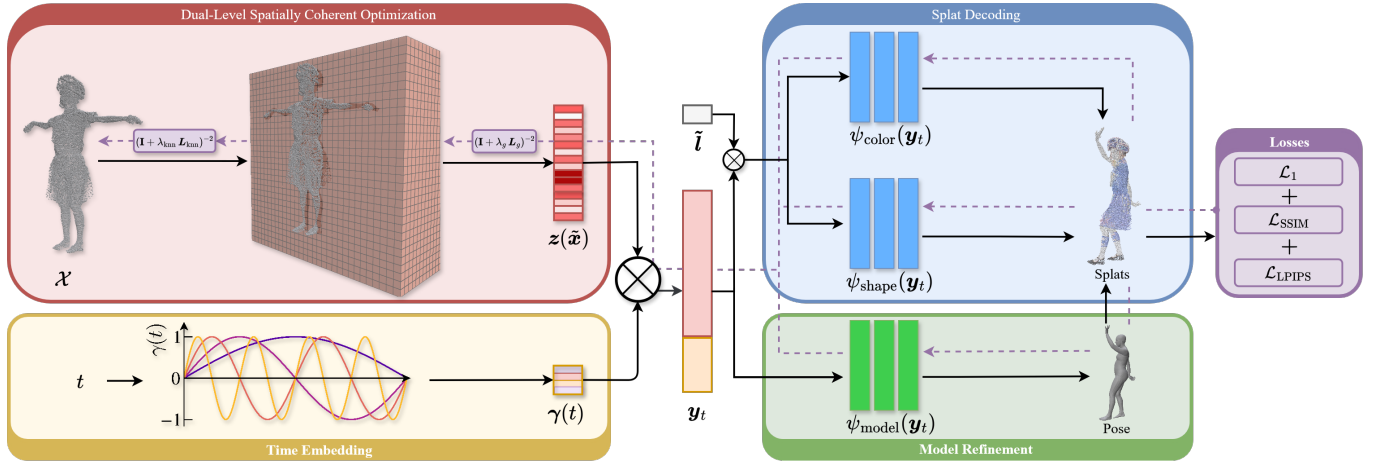 Dual-Level Spatially Coherent Optimization
(I + λ_knn L_knn)^−2
(I + λ_g L_g)^−2
𝒳
z(x̃)
t
γ(t)
1
0
−1
γ(t)
Time Embedding
l̃
y_t
Splat Decoding
ψ_color(y_t)
ψ_shape(y_t)
Splats
ψ_model(y_t)
Pose
Model Refinement
Losses
ℒ_1
+
ℒ_SSIM
+
ℒ_LPIPS